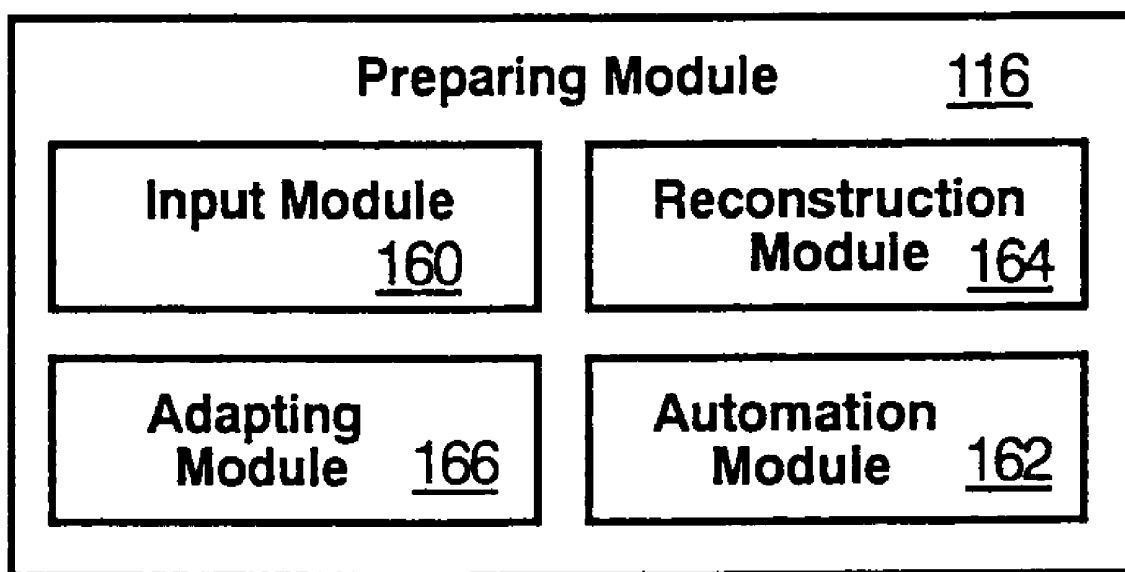 Preparing Module 116
Input Module
160
Reconstruction
Module 164
Adapting
Module 166
Automation
Module 162